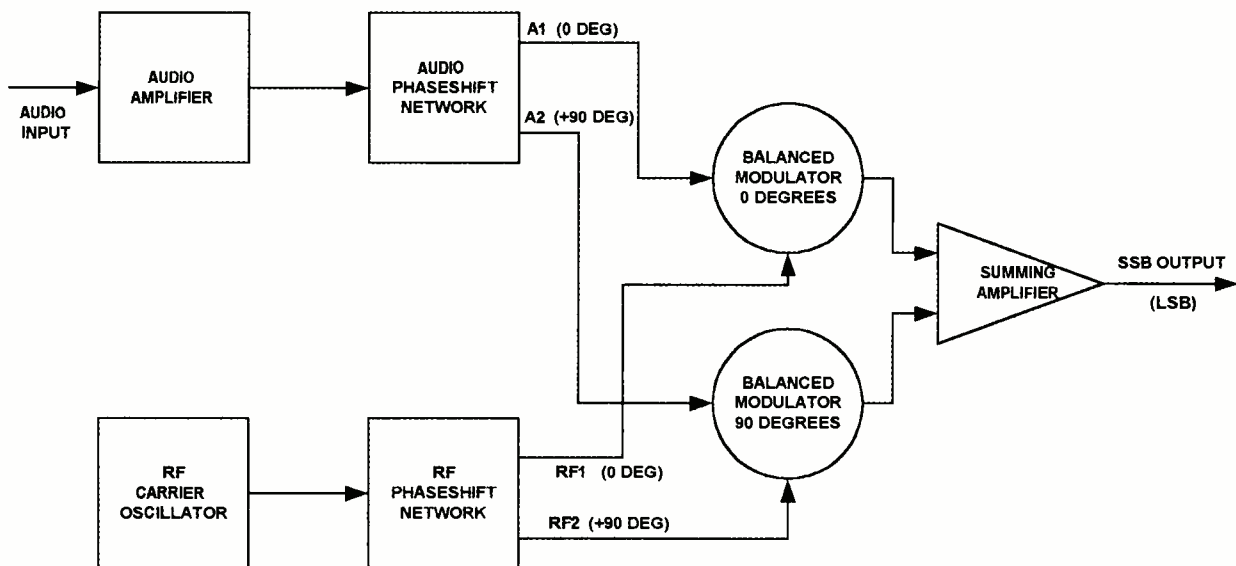 AUDIO
INPUT
AUDIO
AMPLIFIER
AUDIO
PHASESHIFT
NETWORK
A1 (0 DEG)
A2 (+90 DEG)
BALANCED
MODULATOR
0 DEGREES
SUMMING
AMPLIFIER
SSB OUTPUT
(LSB)
BALANCED
MODULATOR
90 DEGREES
RF
CARRIER
OSCILLATOR
RF
PHASESHIFT
NETWORK
RF1 (0 DEG)
RF2 (+90 DEG)